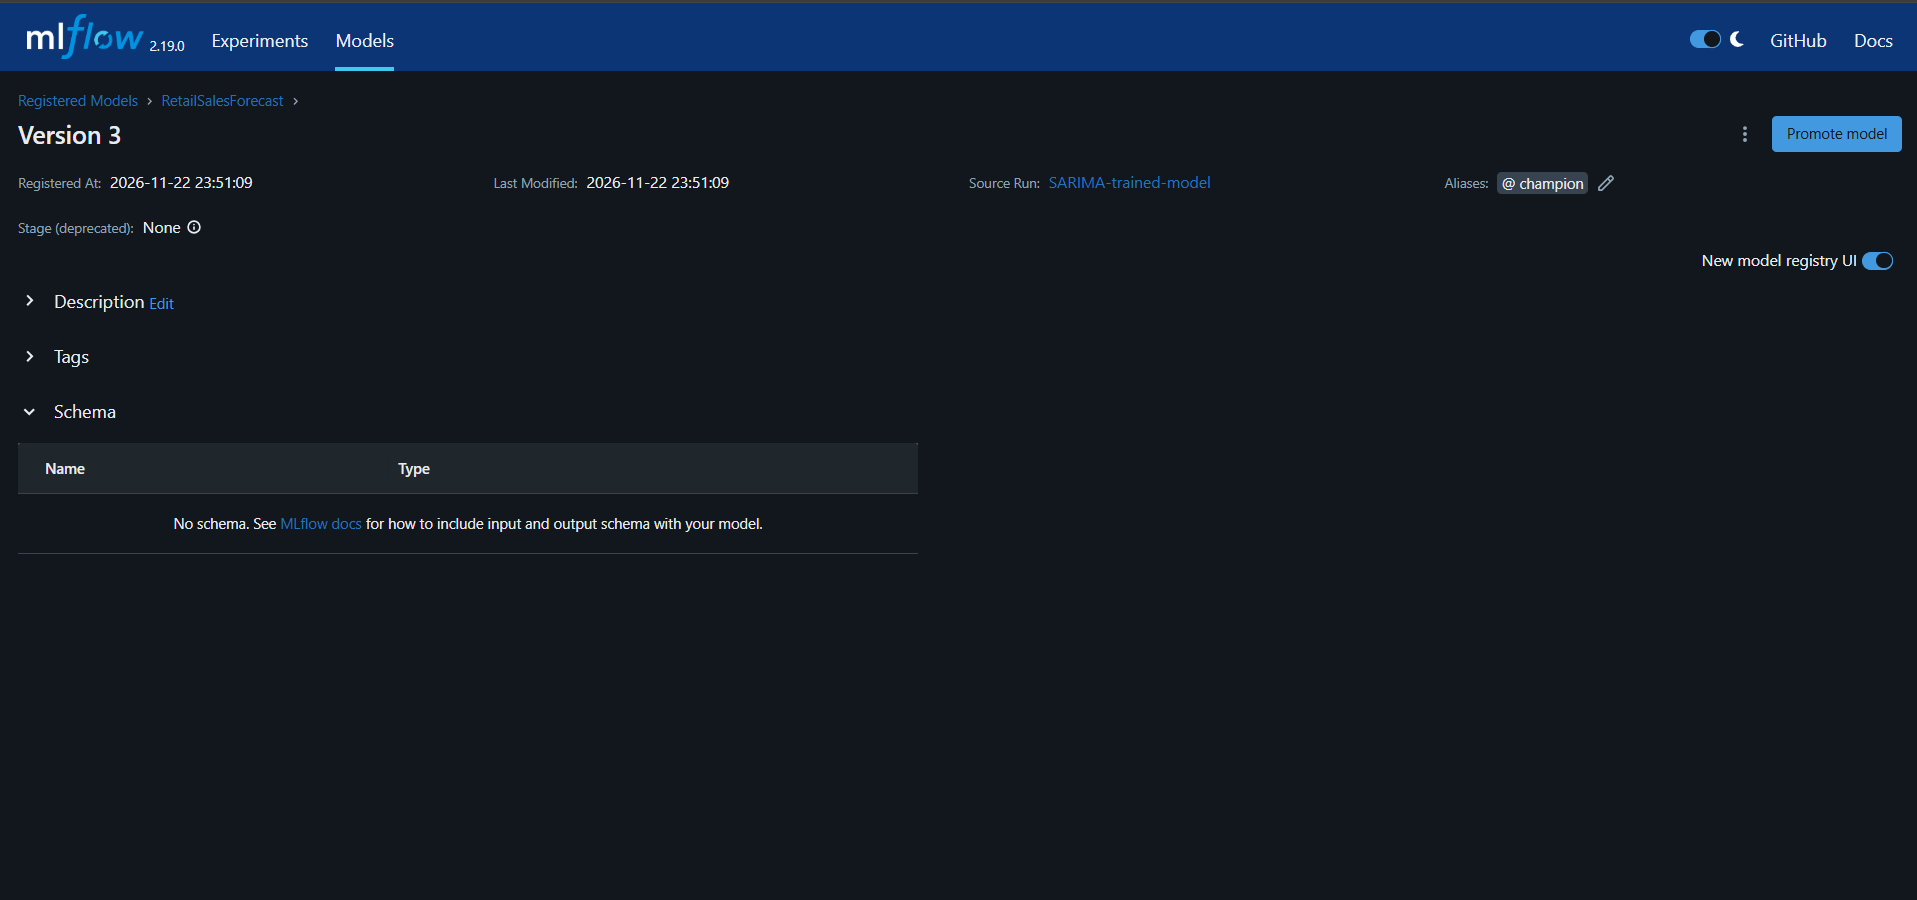 mlflow 2.19.0 Experiments Models GitHub Docs
Registered Models > RetailSalesForecast >
Version 3
Promote model
Registered At: 2026-11-22 23:51:09 Last Modified: 2026-11-22 23:51:09 Source Run: SARIMA-trained-model Aliases: @ champion
Stage (deprecated): None
New model registry UI
Description Edit
Tags
Schema
Name Type
No schema. See MLflow docs for how to include input and output schema with your model.